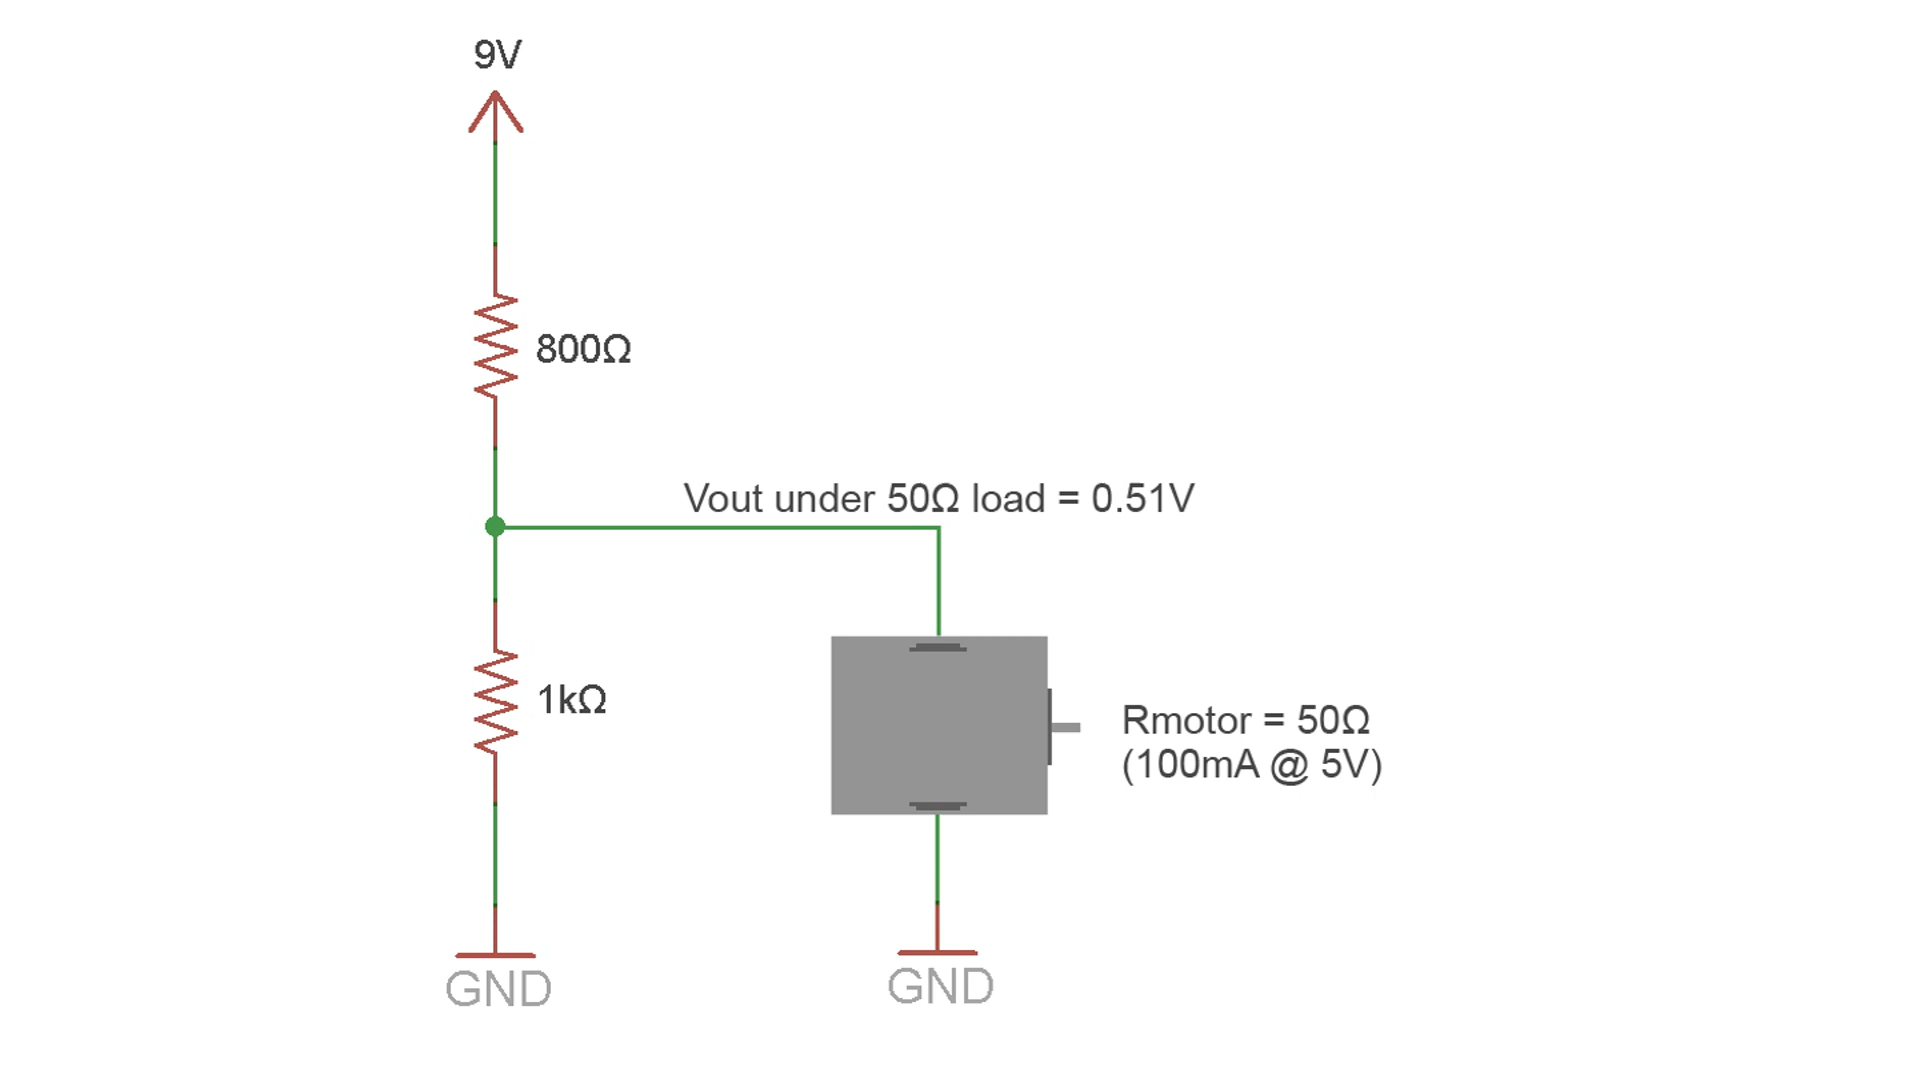 9V
800Ω
Vout under 50Ω load = 0.51V
1kΩ
Rmotor = 50Ω
(100mA @ 5V)
GND
GND